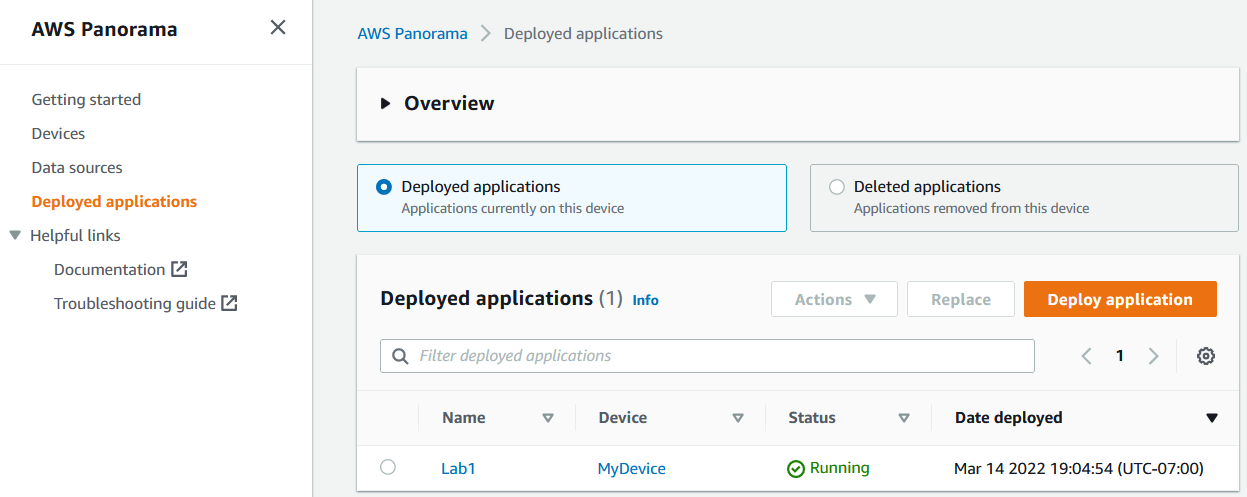 AWS Panorama
Getting started
Devices
Data sources
Deployed applications
Helpful links
Documentation
Troubleshooting guide
AWS Panorama > Deployed applications
Overview
Deployed applications
Applications currently on this device
Deleted applications
Applications removed from this device
Deployed applications (1) Info
Actions
Replace
Deploy application
Filter deployed applications
1
Name Device Status Date deployed
Lab1 MyDevice Running Mar 14 2022 19:04:54 (UTC-07:00)